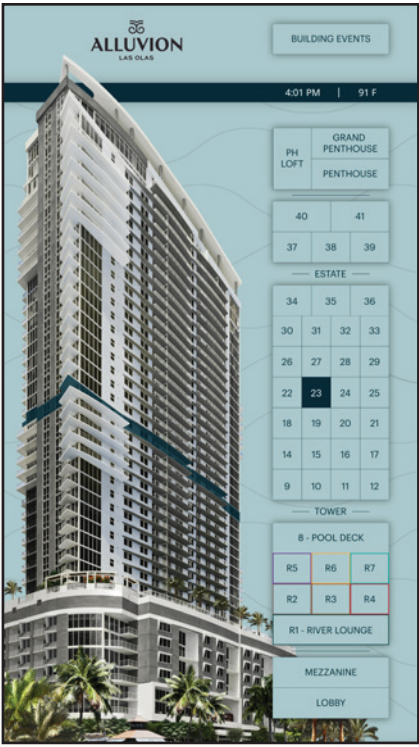 ALLUVION
LAS OLAS
BUILDING EVENTS
4:01 PM | 91 F
PH
LOFT
GRAND
PENTHOUSE
PENTHOUSE
40 41
37 38 39
ESTATE
34 35 36
30 31 32 33
26 27 28 29
22 23 24 25
18 19 20 21
14 15 16 17
9 10 11 12
TOWER
8 - POOL DECK
R5 R6 R7
R2 R3 R4
R1 - RIVER LOUNGE
MEZZANINE
LOBBY